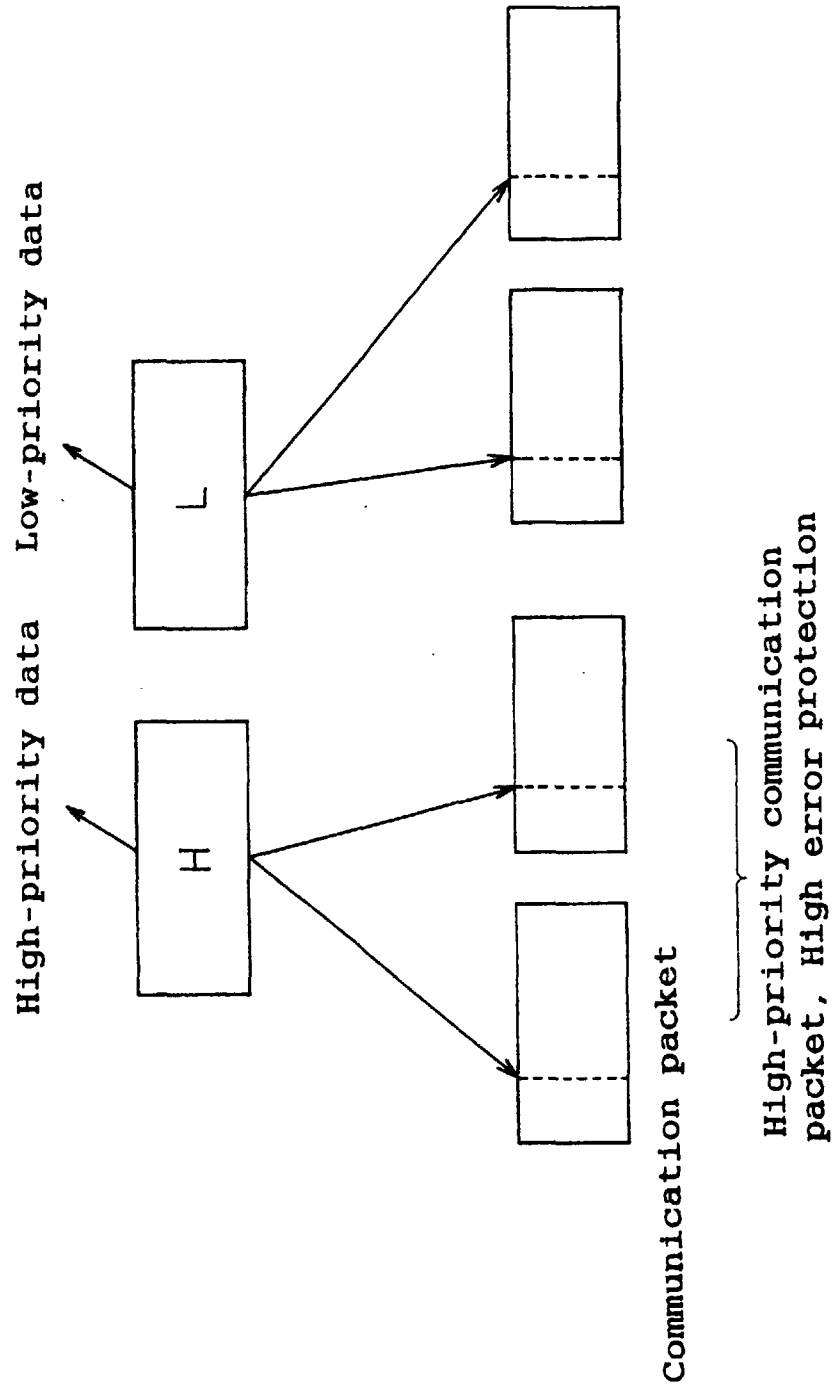 High-priority data
Low-priority data
H
L
Communication packet
High-priority communication
packet, High error protection